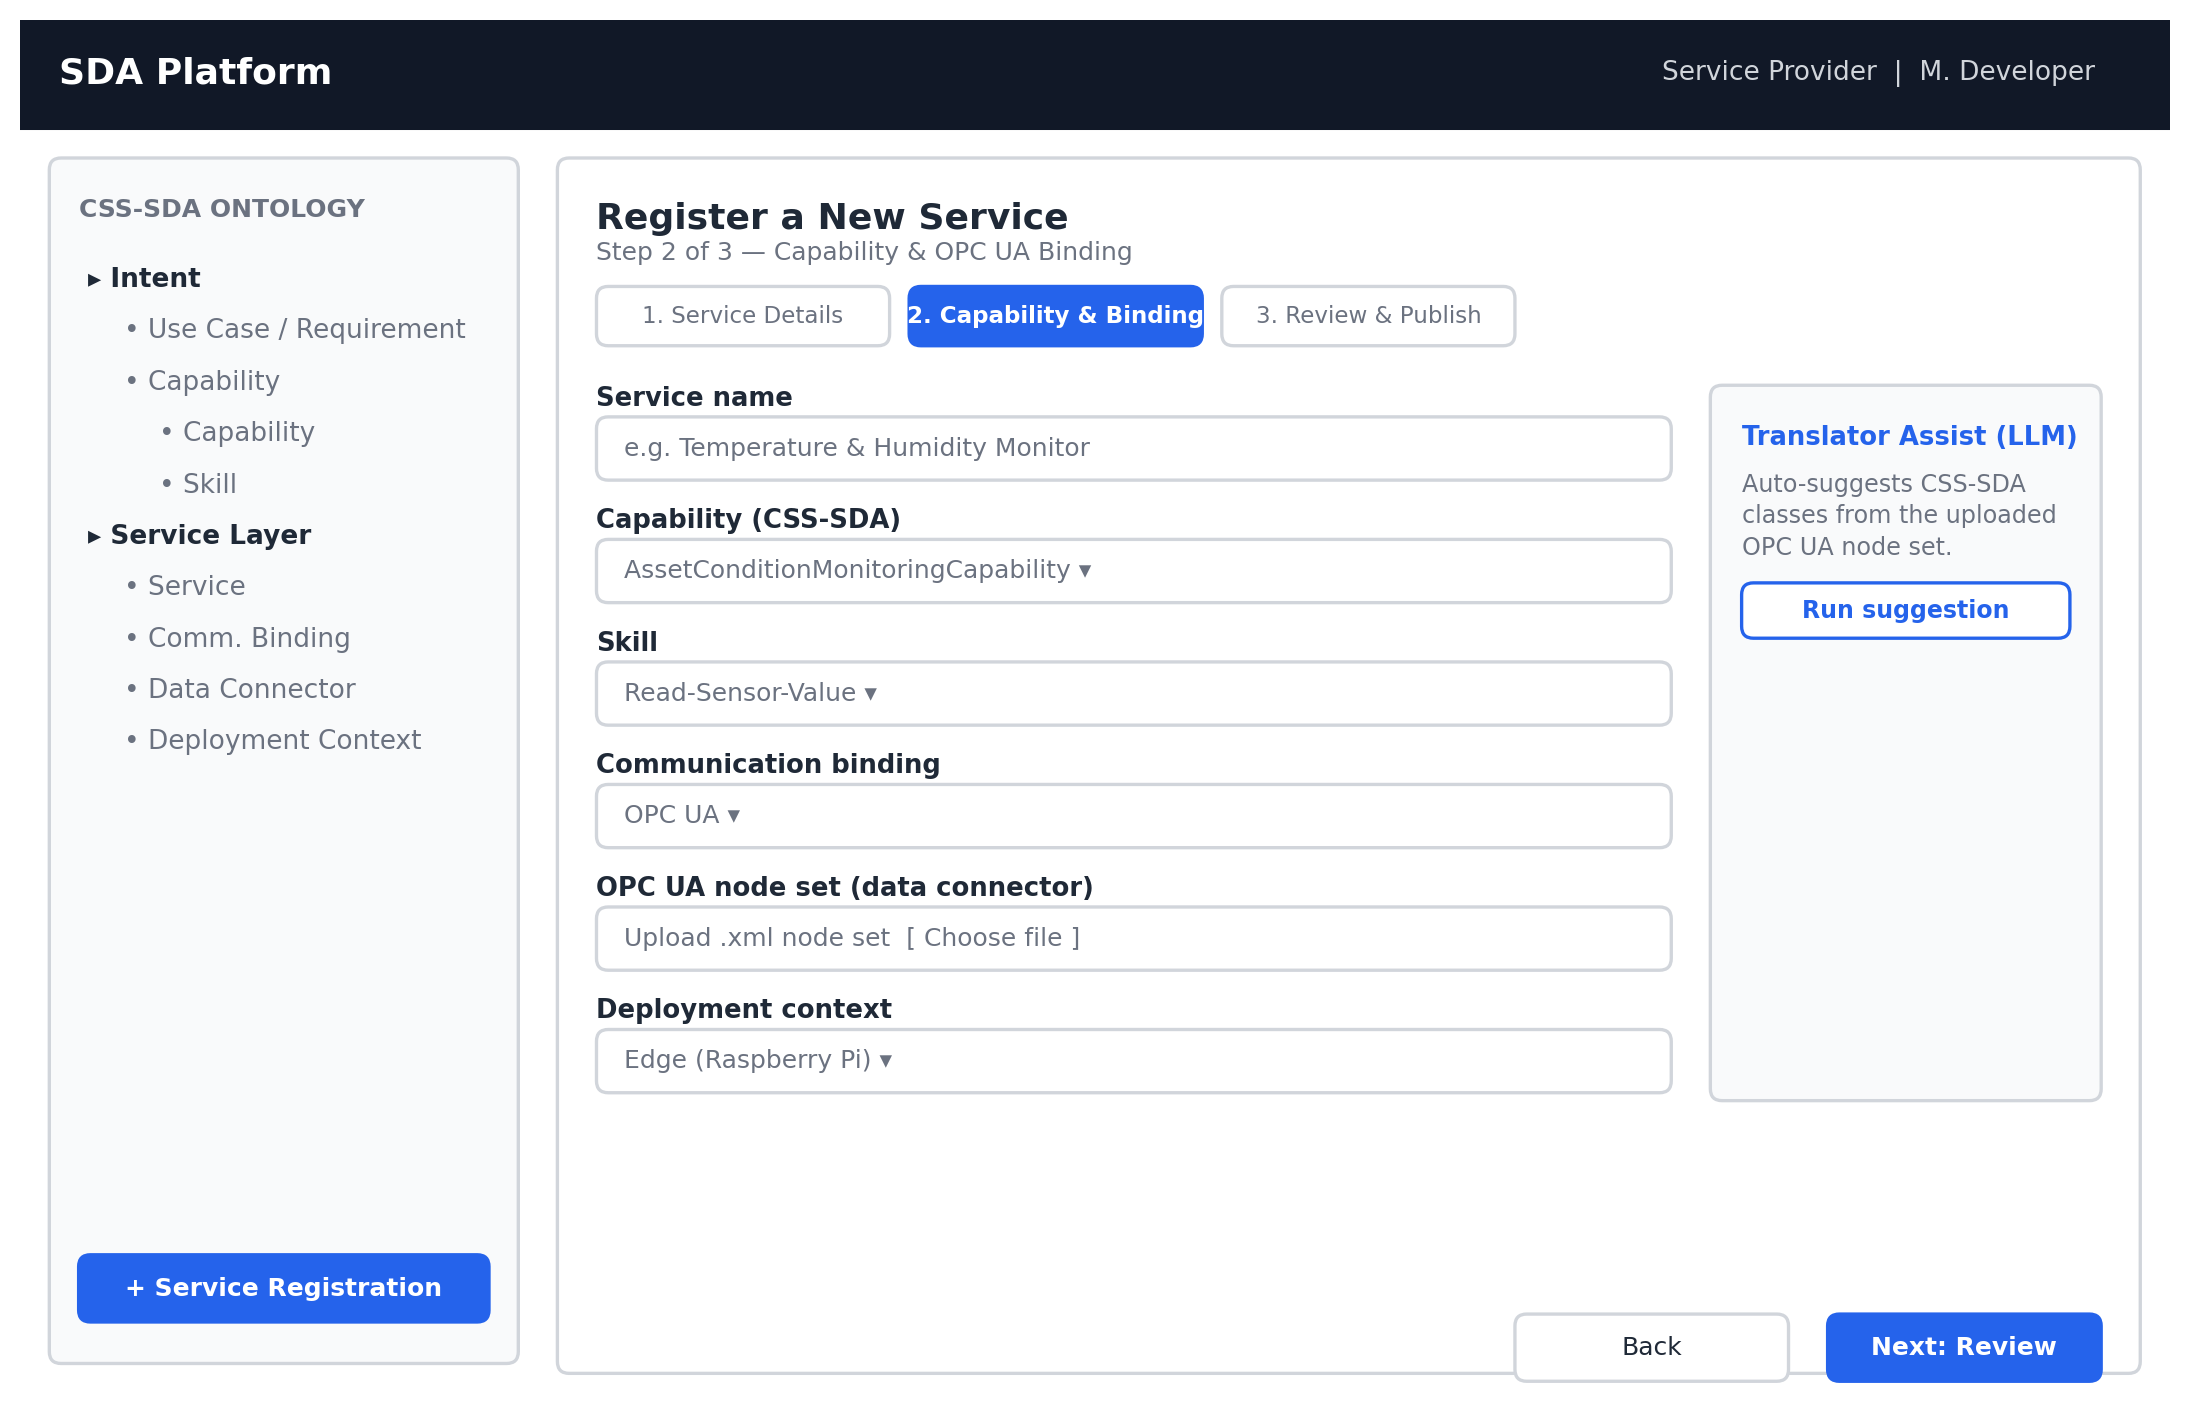 SDA Platform
Service Provider | M. Developer
CSS-SDA ONTOLOGY
▸ Intent
• Use Case / Requirement
• Capability
• Capability
• Skill
▸ Service Layer
• Service
• Comm. Binding
• Data Connector
• Deployment Context
+ Service Registration
Register a New Service
Step 2 of 3 — Capability & OPC UA Binding
1. Service Details
2. Capability & Binding
3. Review & Publish
Service name
e.g. Temperature & Humidity Monitor
Capability (CSS-SDA)
AssetConditionMonitoringCapability ▾
Skill
Read-Sensor-Value ▾
Communication binding
OPC UA ▾
OPC UA node set (data connector)
Upload .xml node set [ Choose file ]
Deployment context
Edge (Raspberry Pi) ▾
Translator Assist (LLM)
Auto-suggests CSS-SDA
classes from the uploaded
OPC UA node set.
Run suggestion
Back
Next: Review